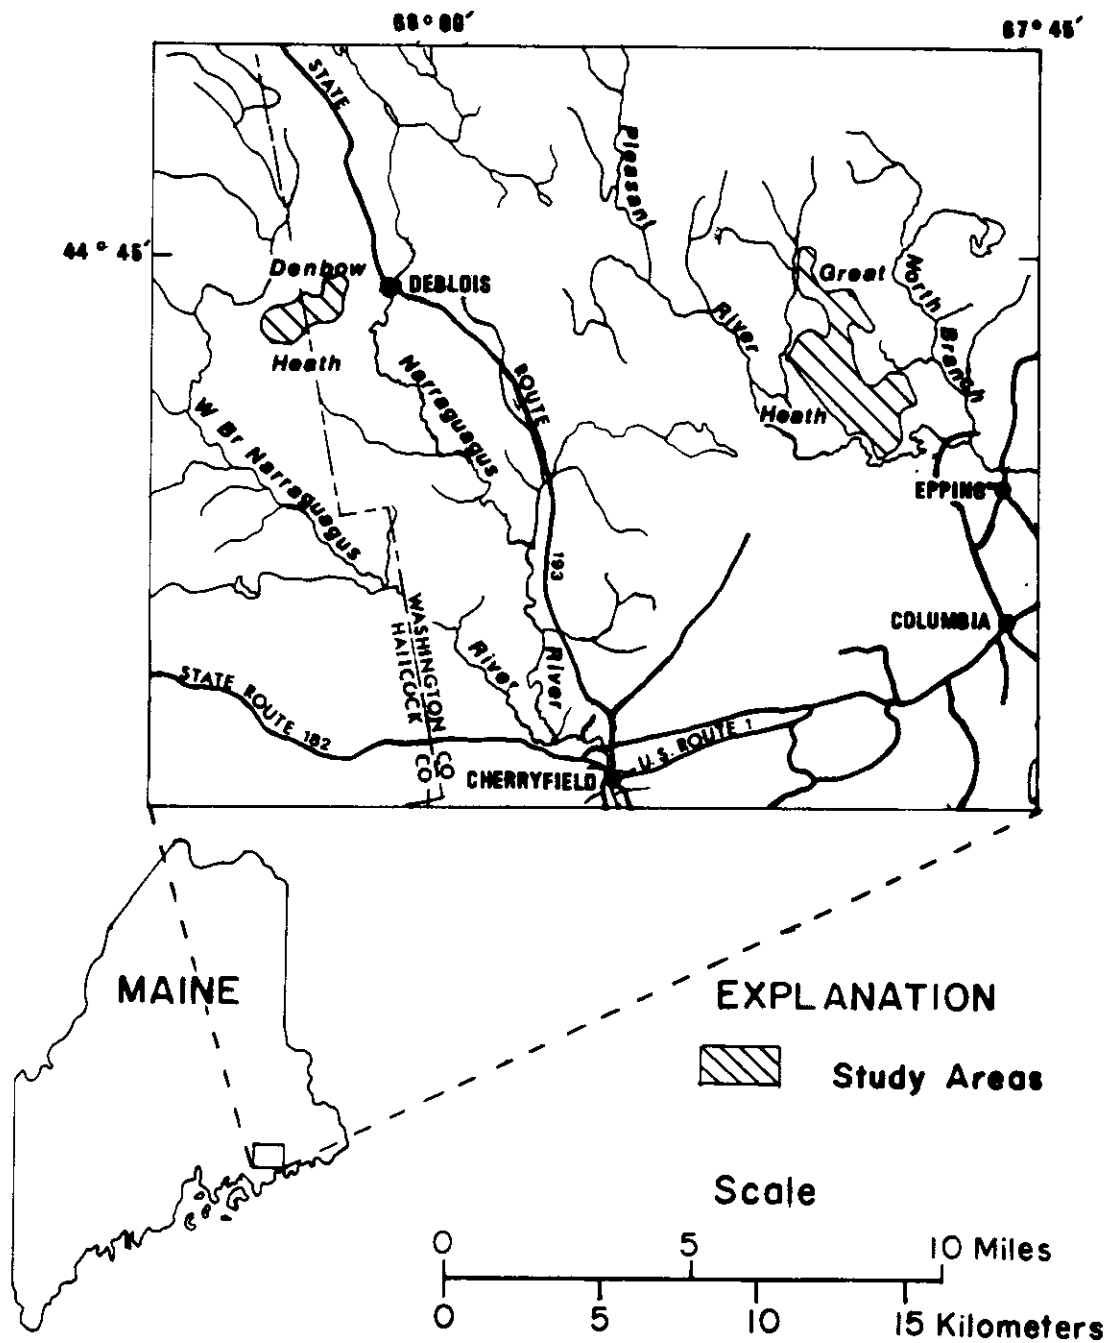 68° 00′
67° 45′
STATE
Pleasant
44° 45′
Denbow
Great
North
DEBLOIS
River
Branch
Heath
Narraguagus
ROUTE
Heath
W Br Narraguagus
EPPING
193
WASHINGTON CO
HANCOCK CO
COLUMBIA
River
River
STATE ROUTE 182
U.S. ROUTE 1
CHERRYFIELD
MAINE
EXPLANATION
Study Areas
Scale
0 5 10 Miles
0 5 10 15 Kilometers